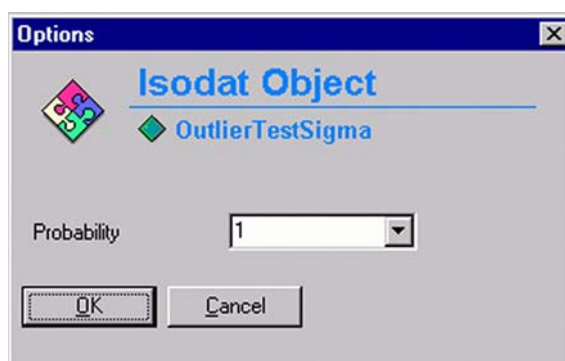 Options
Isodat Object
OutlierTestSigma
Probability
1
OK
Cancel